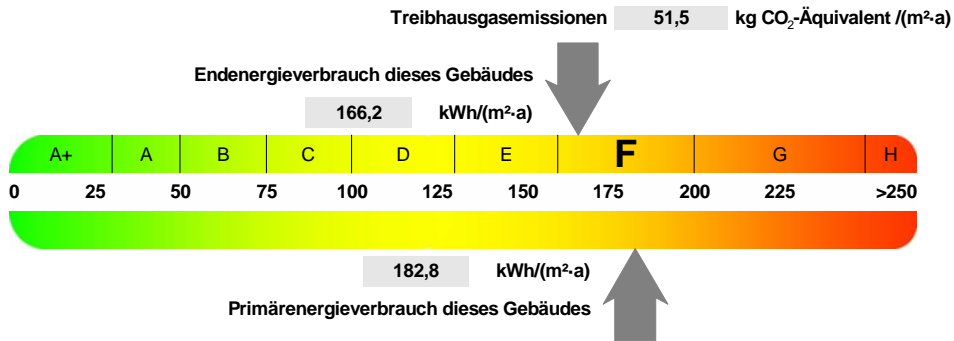 Treibhausgasemissionen 51,5 kg CO₂-Äquivalent /(m²·a)
Endenergieverbrauch dieses Gebäudes
166,2 kWh/(m²·a)
A+ A B C D E F G H
0 25 50 75 100 125 150 175 200 225 >250
182,8 kWh/(m²·a)
Primärenergieverbrauch dieses Gebäudes